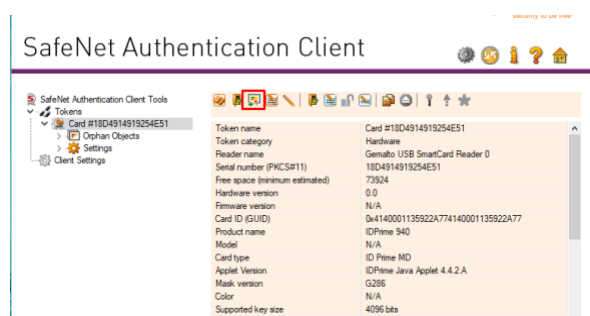 security to be free
SafeNet Authentication Client
SafeNet Authentication Client Tools
Tokens
Card #18D4914919254E51
Orphan Objects
Settings
Client Settings
Token name Card #18D4914919254E51
Token category Hardware
Reader name Gemalto USB SmartCard Reader 0
Serial number (PKCS#11) 18D4914919254E51
Free space (minimum estimated) 73924
Hardware version 0.0
Firmware version N/A
Card ID (GUID) 0x4140001135922A774140001135922A77
Product name IDPrime 940
Model N/A
Card type ID Prime MD
Applet Version IDPrime Java Applet 4.4.2.A
Mask version G286
Color N/A
Supported key size 4096 bits